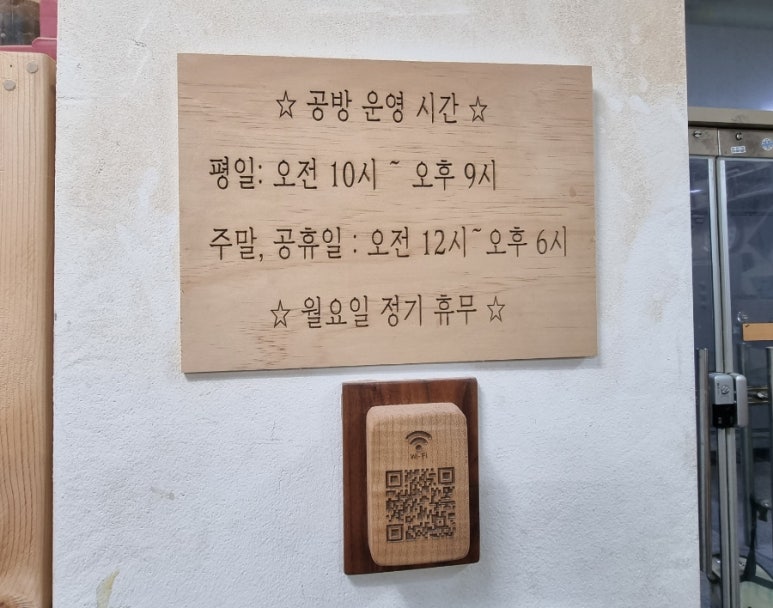 ☆ 공방 운영 시간 ☆
평일: 오전 10시 ~ 오후 9시
주말, 공휴일 : 오전 12시~오후 6시
☆ 월요일 정기 휴무 ☆
Wi-Fi